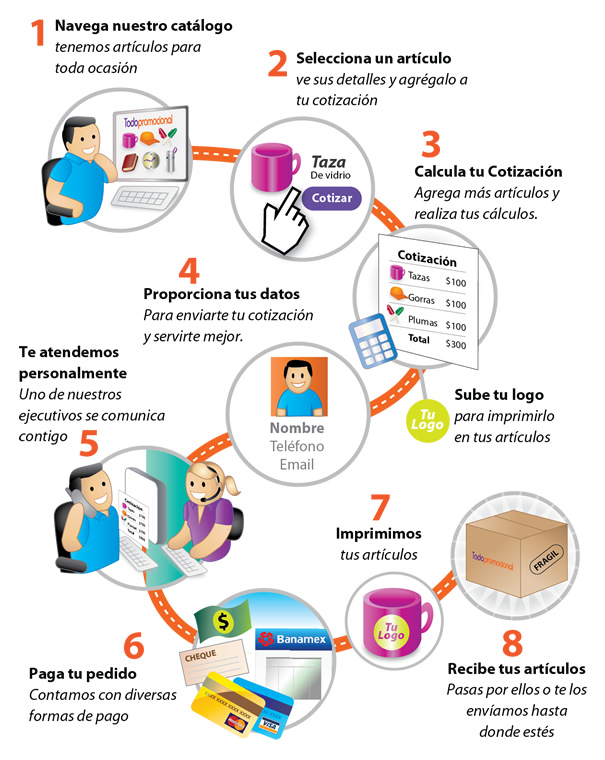 1
Navega nuestro catálogo
tenemos artículos para
toda ocasión
Todopromocional
2
Selecciona un artículo
ve sus detalles y agrégalo a
tu cotización
Taza
De vidrio
Cotizar
3
Calcula tu Cotización
Agrega más artículos y
realiza tus cálculos.
Cotización
Tazas $100
Gorras $100
Plumas $100
Total $300
Tu
Logo
Sube tu logo
para imprimirlo
en tus artículos
4
Proporciona tus datos
Para enviarte tu cotización
y servirte mejor.
Nombre
Teléfono
Email
Te atendemos
personalmente
Uno de nuestros
ejecutivos se comunica
contigo
5
Cotización
6
Paga tu pedido
Contamos con diversas
formas de pago
$
CHEQUE
Banamex
MasterCard
VISA
7
Imprimimos
tus artículos
Tu
Logo
Todopromocional
FRAGIL
8
Recibe tus artículos
Pasas por ellos o te los
envíamos hasta
donde estés